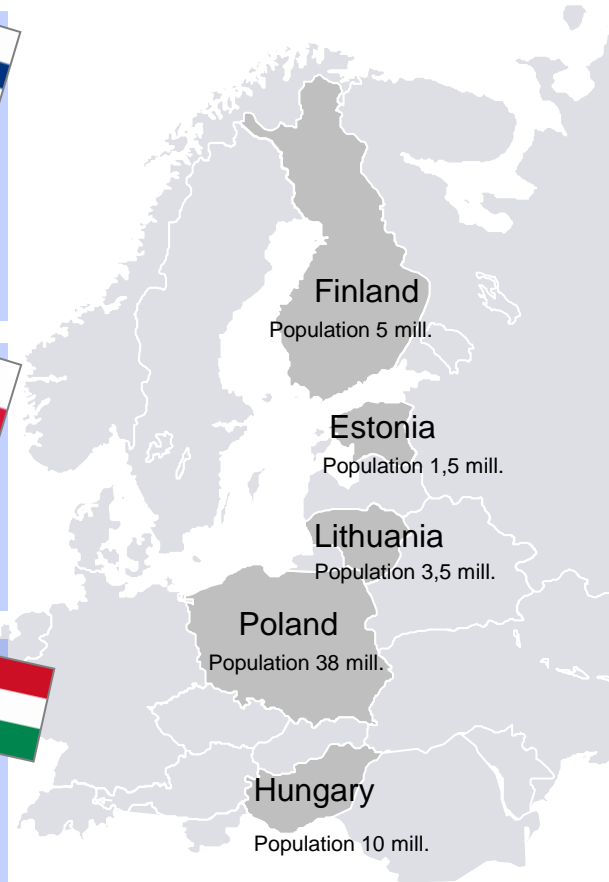 Finland
Population 5 mill.
Estonia
Population 1,5 mill.
Lithuania
Population 3,5 mill.
Poland
Population 38 mill.
Hungary
Population 10 mill.